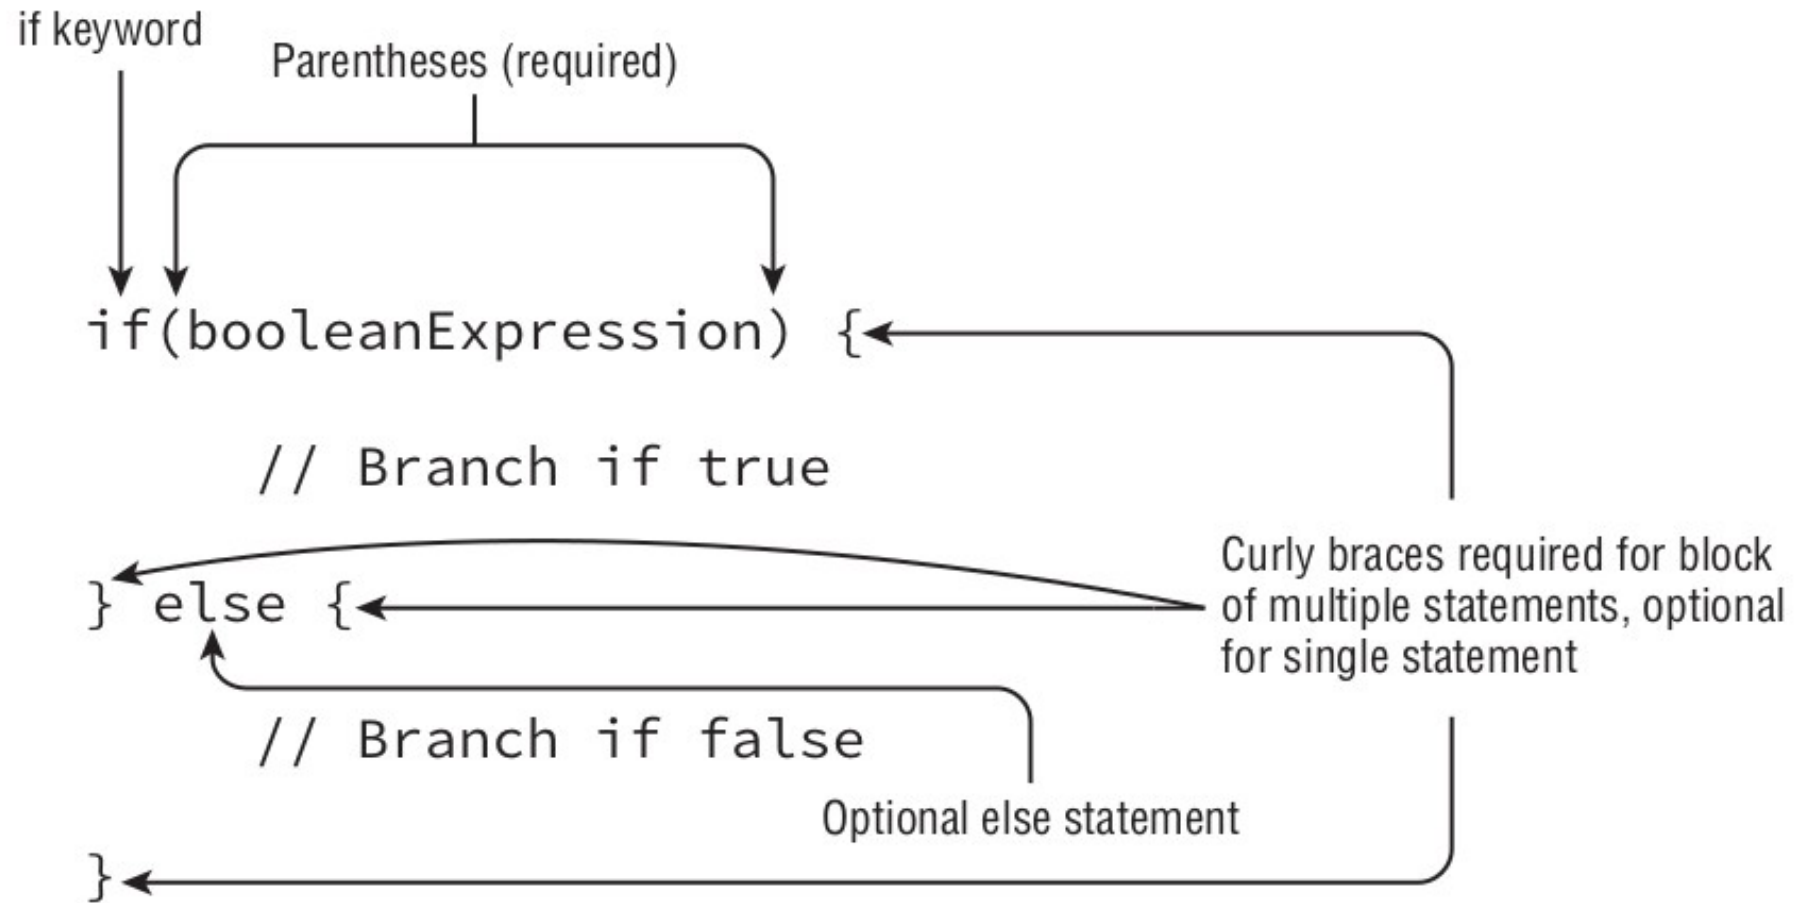 if keyword
Parentheses (required)
if(booleanExpression) {
// Branch if true
} else {
Curly braces required for block
of multiple statements, optional
for single statement
// Branch if false
Optional else statement
}